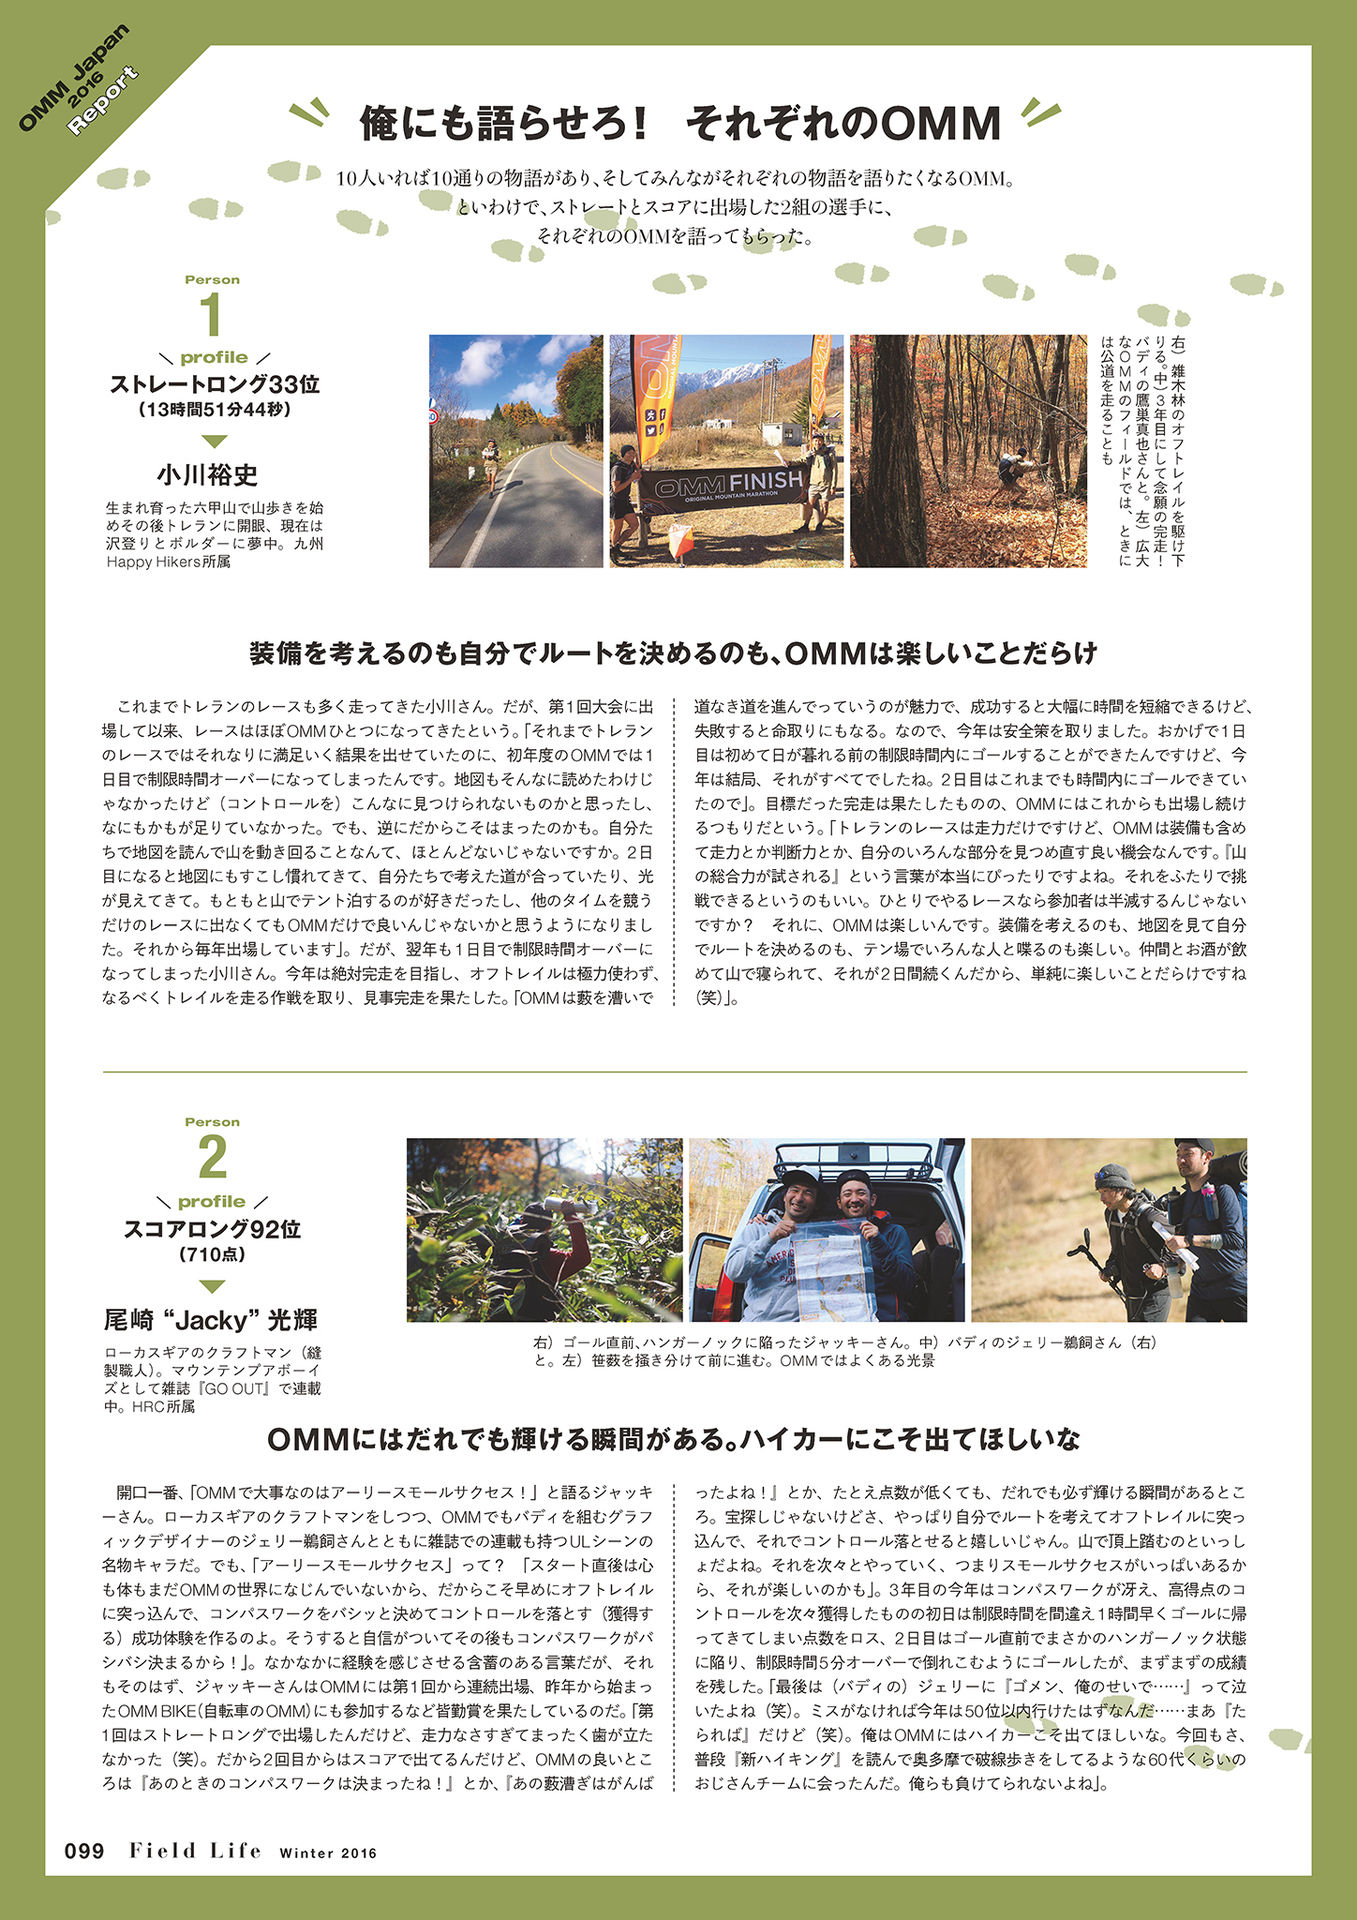 OMM Japan
2016
Report
俺にも語らせろ！ それぞれのOMM
10人いれば10通りの物語があり、そしてみんながそれぞれの物語を語りたくなるOMM。
といわけで、ストレートとスコアに出場した2組の選手に、
それぞれのOMMを語ってもらった。
Person
1
profile
ストレートロング33位
（13時間51分44秒）
小川裕史
生まれ育った六甲山で山歩きを始
めその後トレランに開眼、現在は
沢登りとボルダーに夢中。九州
Happy Hikers所属
OMM FINISH
ORIGINAL MOUNTAIN MARATHON
右）雑木林のオフトレイルを駆け下
りる。中）3年目にして念願の完走！
バディの鷹巣真也さんと。左）広大
なOMMのフィールドでは、ときに
は公道を走ることも
装備を考えるのも自分でルートを決めるのも、OMMは楽しいことだらけ
これまでトレランのレースも多く走ってきた小川さん。だが、第1回大会に出
場して以来、レースはほぼOMMひとつになってきたという。「それまでトレラン
のレースではそれなりに満足いく結果を出せていたのに、初年度のOMMでは1
日目で制限時間オーバーになってしまったんです。地図もそんなに読めたわけじ
ゃなかったけど（コントロールを）こんなに見つけられないものかと思ったし、
なにもかもが足りていなかった。でも、逆にだからこそはまったのかも。自分た
ちで地図を読んで山を動き回ることなんて、ほとんどないじゃないですか。2日
目になると地図にもすこし慣れてきて、自分たちで考えた道が合っていたり、光
が見えてきて。もともと山でテント泊するのが好きだったし、他のタイムを競う
だけのレースに出なくてもOMMだけで良いんじゃないかと思うようになりまし
た。それから毎年出場しています」。だが、翌年も1日目で制限時間オーバーに
なってしまった小川さん。今年は絶対完走を目指し、オフトレイルは極力使わず、
なるべくトレイルを走る作戦を取り、見事完走を果たした。「OMMは藪を漕いで
道なき道を進んでっていうのが魅力で、成功すると大幅に時間を短縮できるけど、
失敗すると命取りにもなる。なので、今年は安全策を取りました。おかげで1日
目は初めて日が暮れる前の制限時間内にゴールすることができたんですけど、今
年は結局、それがすべてでしたね。2日目はこれまでも時間内にゴールできてい
たので」。目標だった完走は果たしたものの、OMMにはこれからも出場し続け
るつもりだという。「トレランのレースは走力だけですけど、OMMは装備も含め
て走力とか判断力とか、自分のいろんな部分を見つめ直す良い機会なんです。『山
の総合力が試される』という言葉が本当にぴったりですよね。それをふたりで挑
戦できるというのもいい。ひとりでやるレースなら参加者は半減するんじゃない
ですか？ それに、OMMは楽しいんです。装備を考えるのも、地図を見て自分
でルートを決めるのも、テン場でいろんな人と喋るのも楽しい。仲間とお酒が飲
めて山で寝られて、それが2日間続くんだから、単純に楽しいことだらけですね
（笑）」。
Person
2
profile
スコアロング92位
（710点）
尾崎 “Jacky” 光輝
ローカスギアのクラフトマン（縫
製職人）。マウンテンブアボーイ
ズとして雑誌『GO OUT』で連載
中。HRC所属
右）ゴール直前、ハンガーノックに陥ったジャッキーさん。中）バディのジェリー鵜飼さん（右）
と。左）笹藪を掻き分けて前に進む。OMMではよくある光景
OMMにはだれでも輝ける瞬間がある。ハイカーにこそ出てほしいな
開口一番、「OMMで大事なのはアーリースモールサクセス！」と語るジャッキ
ーさん。ローカスギアのクラフトマンをしつつ、OMMでもバディを組むグラフ
ィックデザイナーのジェリー鵜飼さんとともに雑誌での連載も持つULシーンの
名物キャラだ。でも、「アーリースモールサクセス」って？ 「スタート直後は心
も体もまだOMMの世界になじんでいないから、だからこそ早めにオフトレイル
に突っ込んで、コンパスワークをバシッと決めてコントロールを落とす（獲得す
る）成功体験を作るのよ。そうすると自信がついてその後もコンパスワークがバ
シバシ決まるから！」。なかなかに経験を感じさせる含蓄のある言葉だが、それ
もそのはず、ジャッキーさんはOMMには第1回から連続出場、昨年から始まっ
たOMM BIKE（自転車のOMM）にも参加するなど皆勤賞を果たしているのだ。「第
1回はストレートロングで出場したんだけど、走力なさすぎてまったく歯が立た
なかった（笑）。だから2回目からはスコアで出てるんだけど、OMMの良いとこ
ろは『あのときのコンパスワークは決まったね！』とか、『あの藪漕ぎはがんば
ったよね！』とか、たとえ点数が低くても、だれでも必ず輝ける瞬間があるとこ
ろ。宝探しじゃないけどさ、やっぱり自分でルートを考えてオフトレイルに突っ
込んで、それでコントロール落とせると嬉しいじゃん。山で頂上踏むのといっし
ょだよね。それを次々とやっていく、つまりスモールサクセスがいっぱいあるか
ら、それが楽しいのかも」。3年目の今年はコンパスワークが冴え、高得点のコ
ントロールを次々獲得したものの初日は制限時間を間違え1時間早くゴールに帰
ってきてしまい点数をロス、2日目はゴール直前でまさかのハンガーノック状態
に陥り、制限時間5分オーバーで倒れこむようにゴールしたが、まずまずの成績
を残した。「最後は（バディの）ジェリーに『ゴメン、俺のせいで……』って泣
いたよね（笑）。ミスがなければ今年は50位以内行けたはずなんだ……まあ『た
られば』だけど（笑）。俺はOMMにはハイカーこそ出てほしいな。今回もさ、
普段『新ハイキング』を読んで奥多摩で破線歩きをしてるような60代くらいの
おじさんチームに会ったんだ。俺らも負けてられないよね」。
099 Field Life Winter 2016